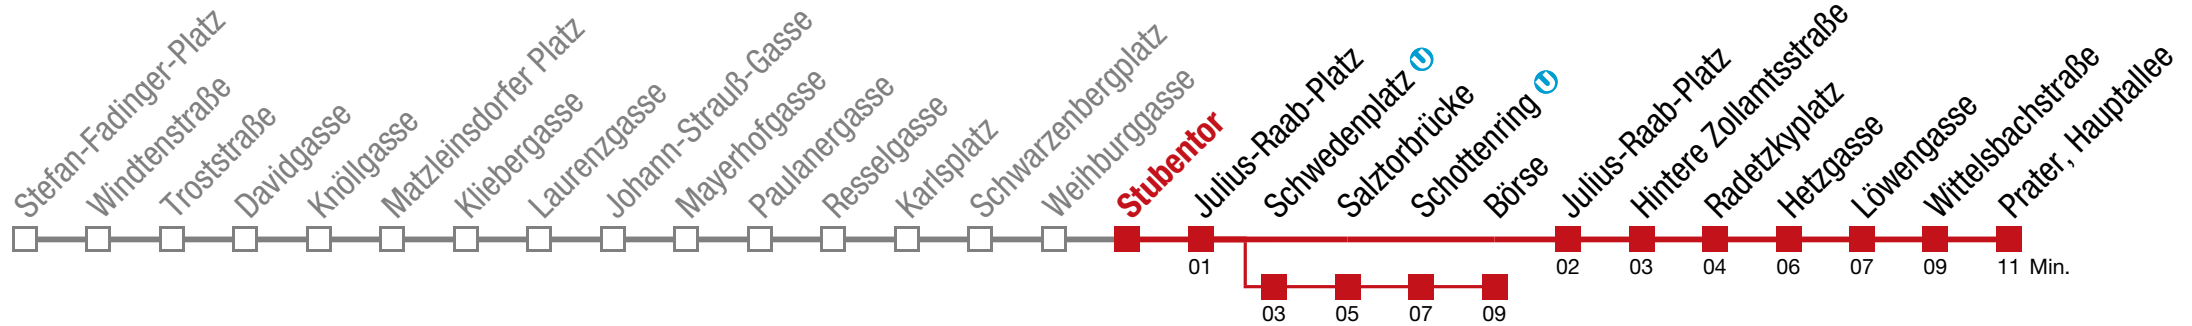 Stefan-Fadinger-Platz
Windtenstraße
Troststraße
Davidgasse
Knöllgasse
Matzleinsdorfer Platz
Kliebergasse
Laurenzgasse
Johann-Strauß-Gasse
Mayerhofgasse
Paulanergasse
Resselgasse
Karlsplatz
Schwarzenbergplatz
Weihburggasse
Stubentor
Julius-Raab-Platz
Schwedenplatz U
Salztorbrücke
Schottenring U
Börse
Julius-Raab-Platz
Hintere Zollamtsstraße
Radetzkyplatz
Hetzgasse
Löwengasse
Wittelsbachstraße
Prater, Hauptallee
01 02 03 04 06 07 09 11 Min.
03 05 07 09